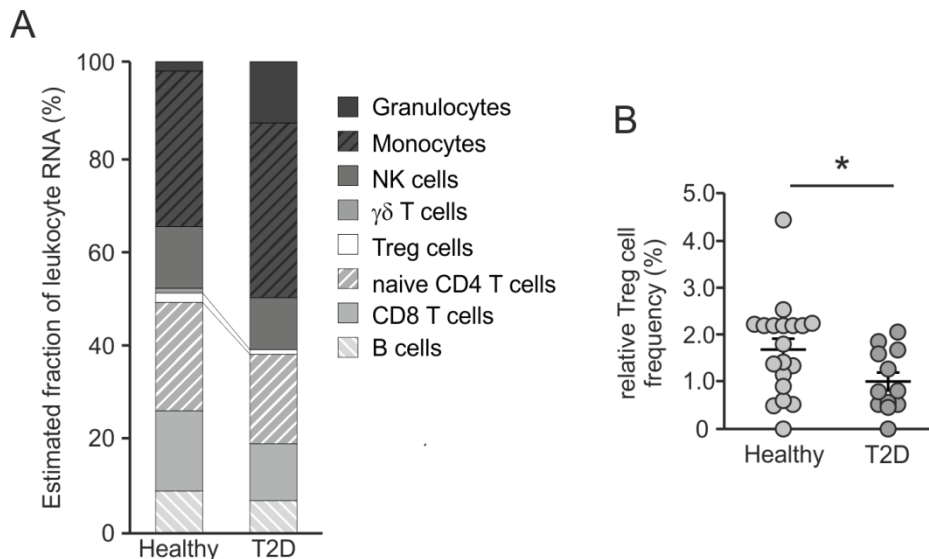 A
Estimated fraction of leukocyte RNA (%)
100
80
60
40
20
0
Healthy
T2D
Granulocytes
Monocytes
NK cells
γδ T cells
Treg cells
naive CD4 T cells
CD8 T cells
B cells
B
*
relative Treg cell
frequency (%)
5.0
4.0
3.0
2.0
1.0
0
Healthy
T2D